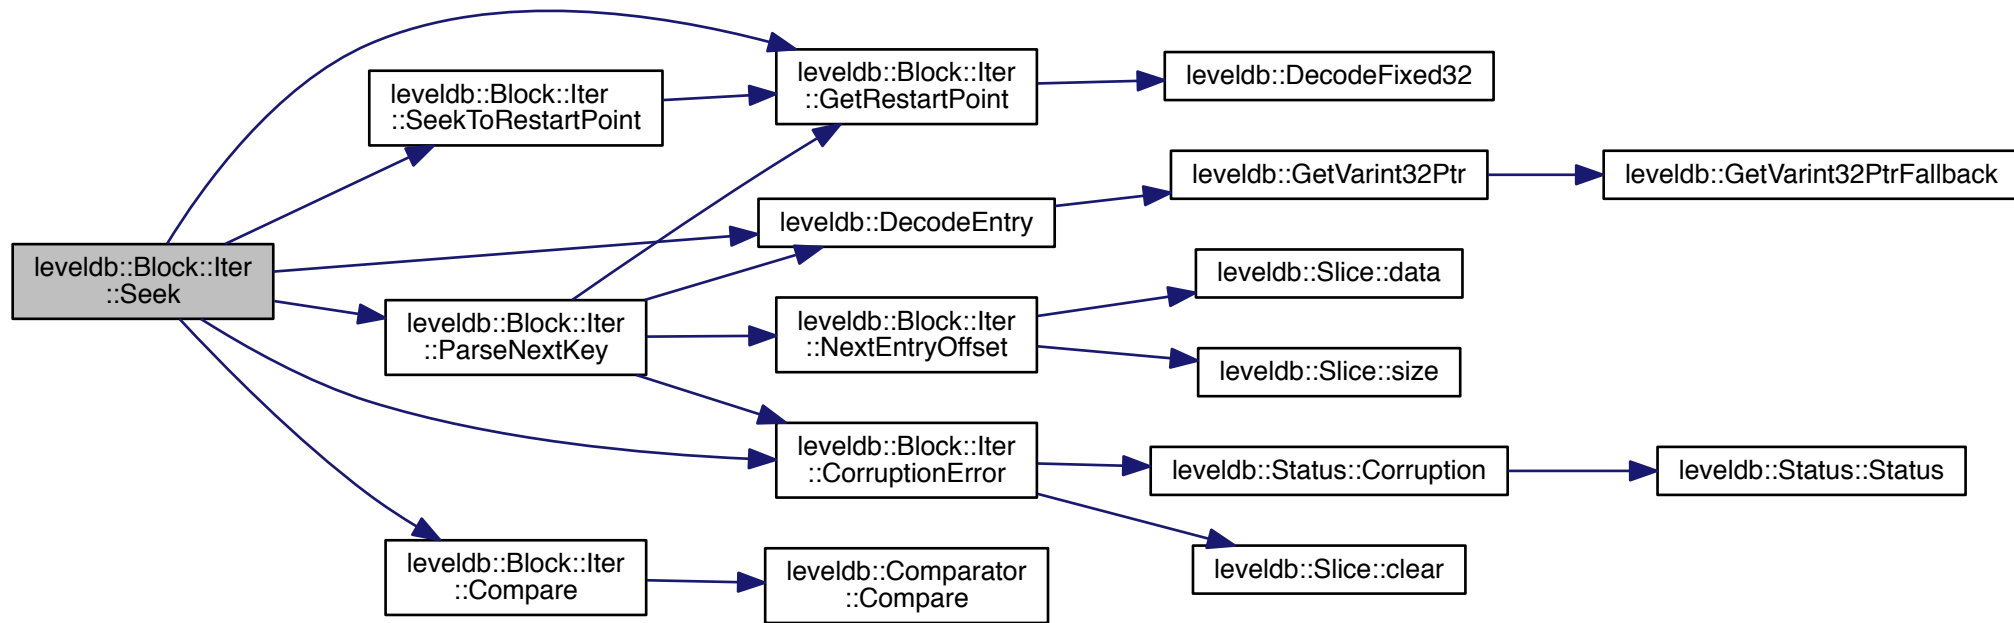 leveldb::Block::Iter
::Seek
leveldb::Block::Iter
::SeekToRestartPoint
leveldb::Block::Iter
::ParseNextKey
leveldb::Block::Iter
::Compare
leveldb::Block::Iter
::GetRestartPoint
leveldb::DecodeEntry
leveldb::Block::Iter
::NextEntryOffset
leveldb::Block::Iter
::CorruptionError
leveldb::Comparator
::Compare
leveldb::DecodeFixed32
leveldb::GetVarint32Ptr
leveldb::Slice::data
leveldb::Slice::size
leveldb::Status::Corruption
leveldb::Slice::clear
leveldb::GetVarint32PtrFallback
leveldb::Status::Status